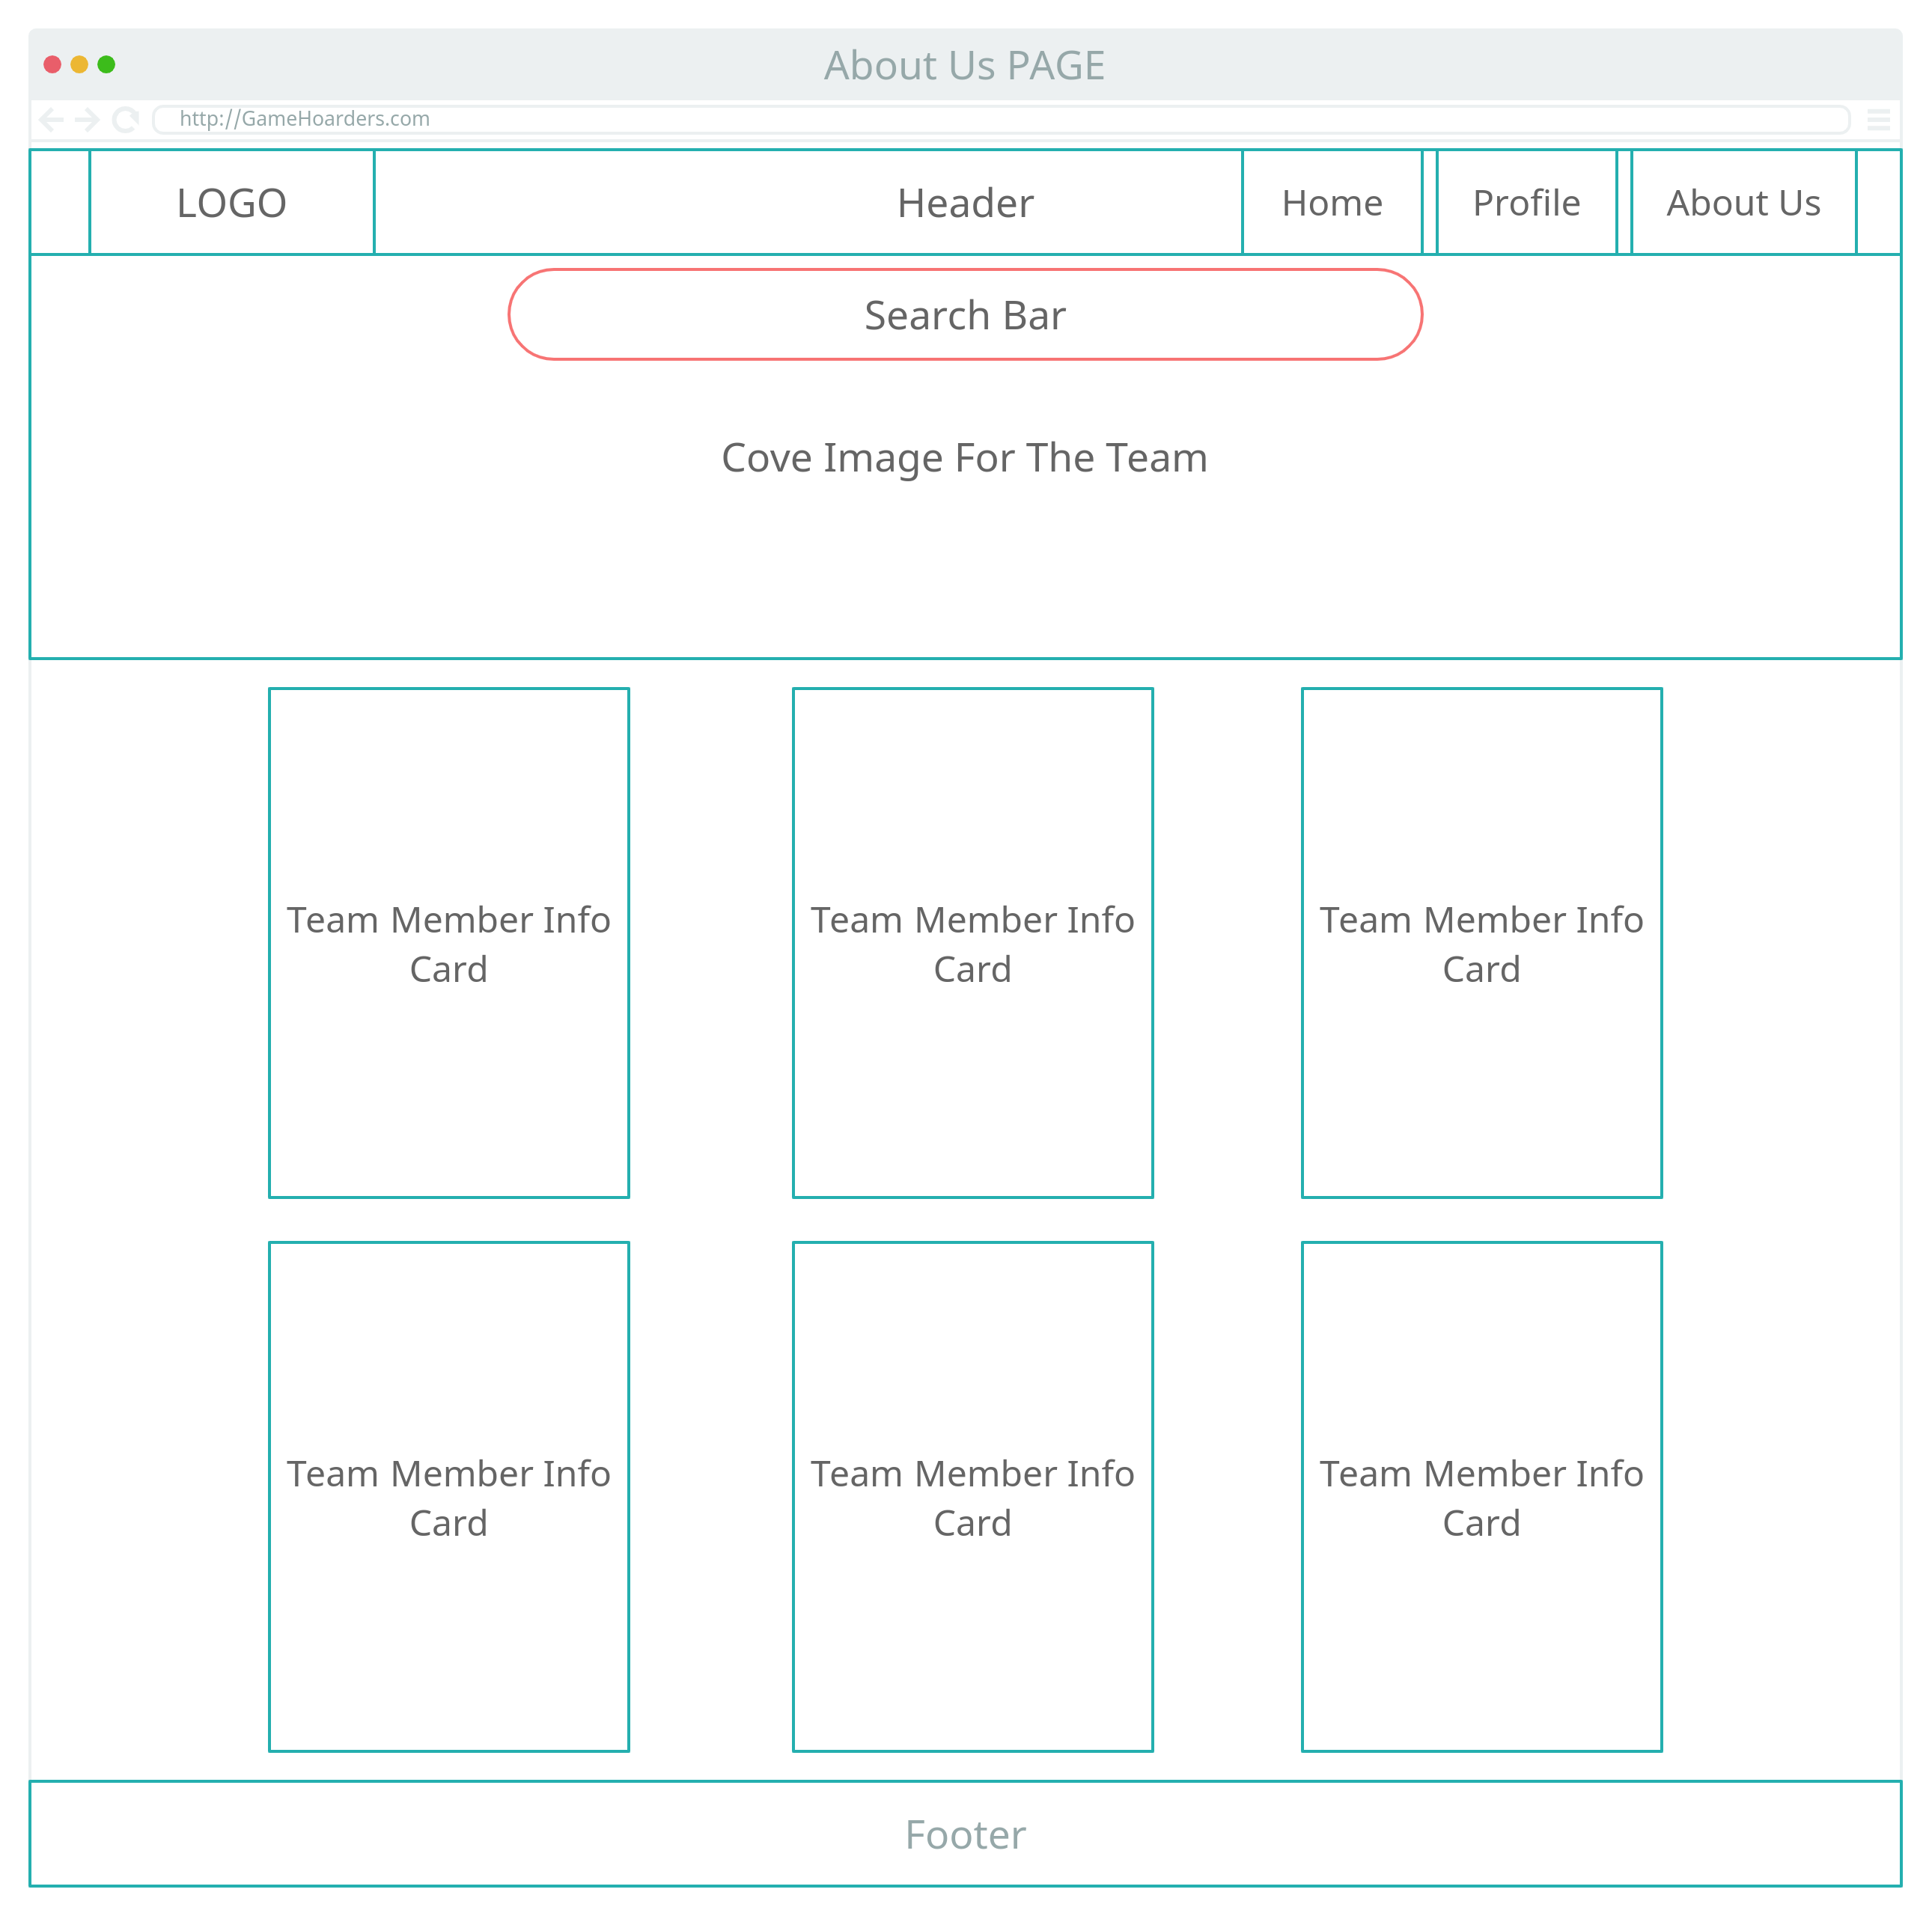 About Us PAGE
http://GameHoarders.com
LOGO
Header
Home
Profile
About Us
Search Bar
Cove Image For The Team
Team Member Info
Card
Team Member Info
Card
Team Member Info
Card
Team Member Info
Card
Team Member Info
Card
Team Member Info
Card
Footer